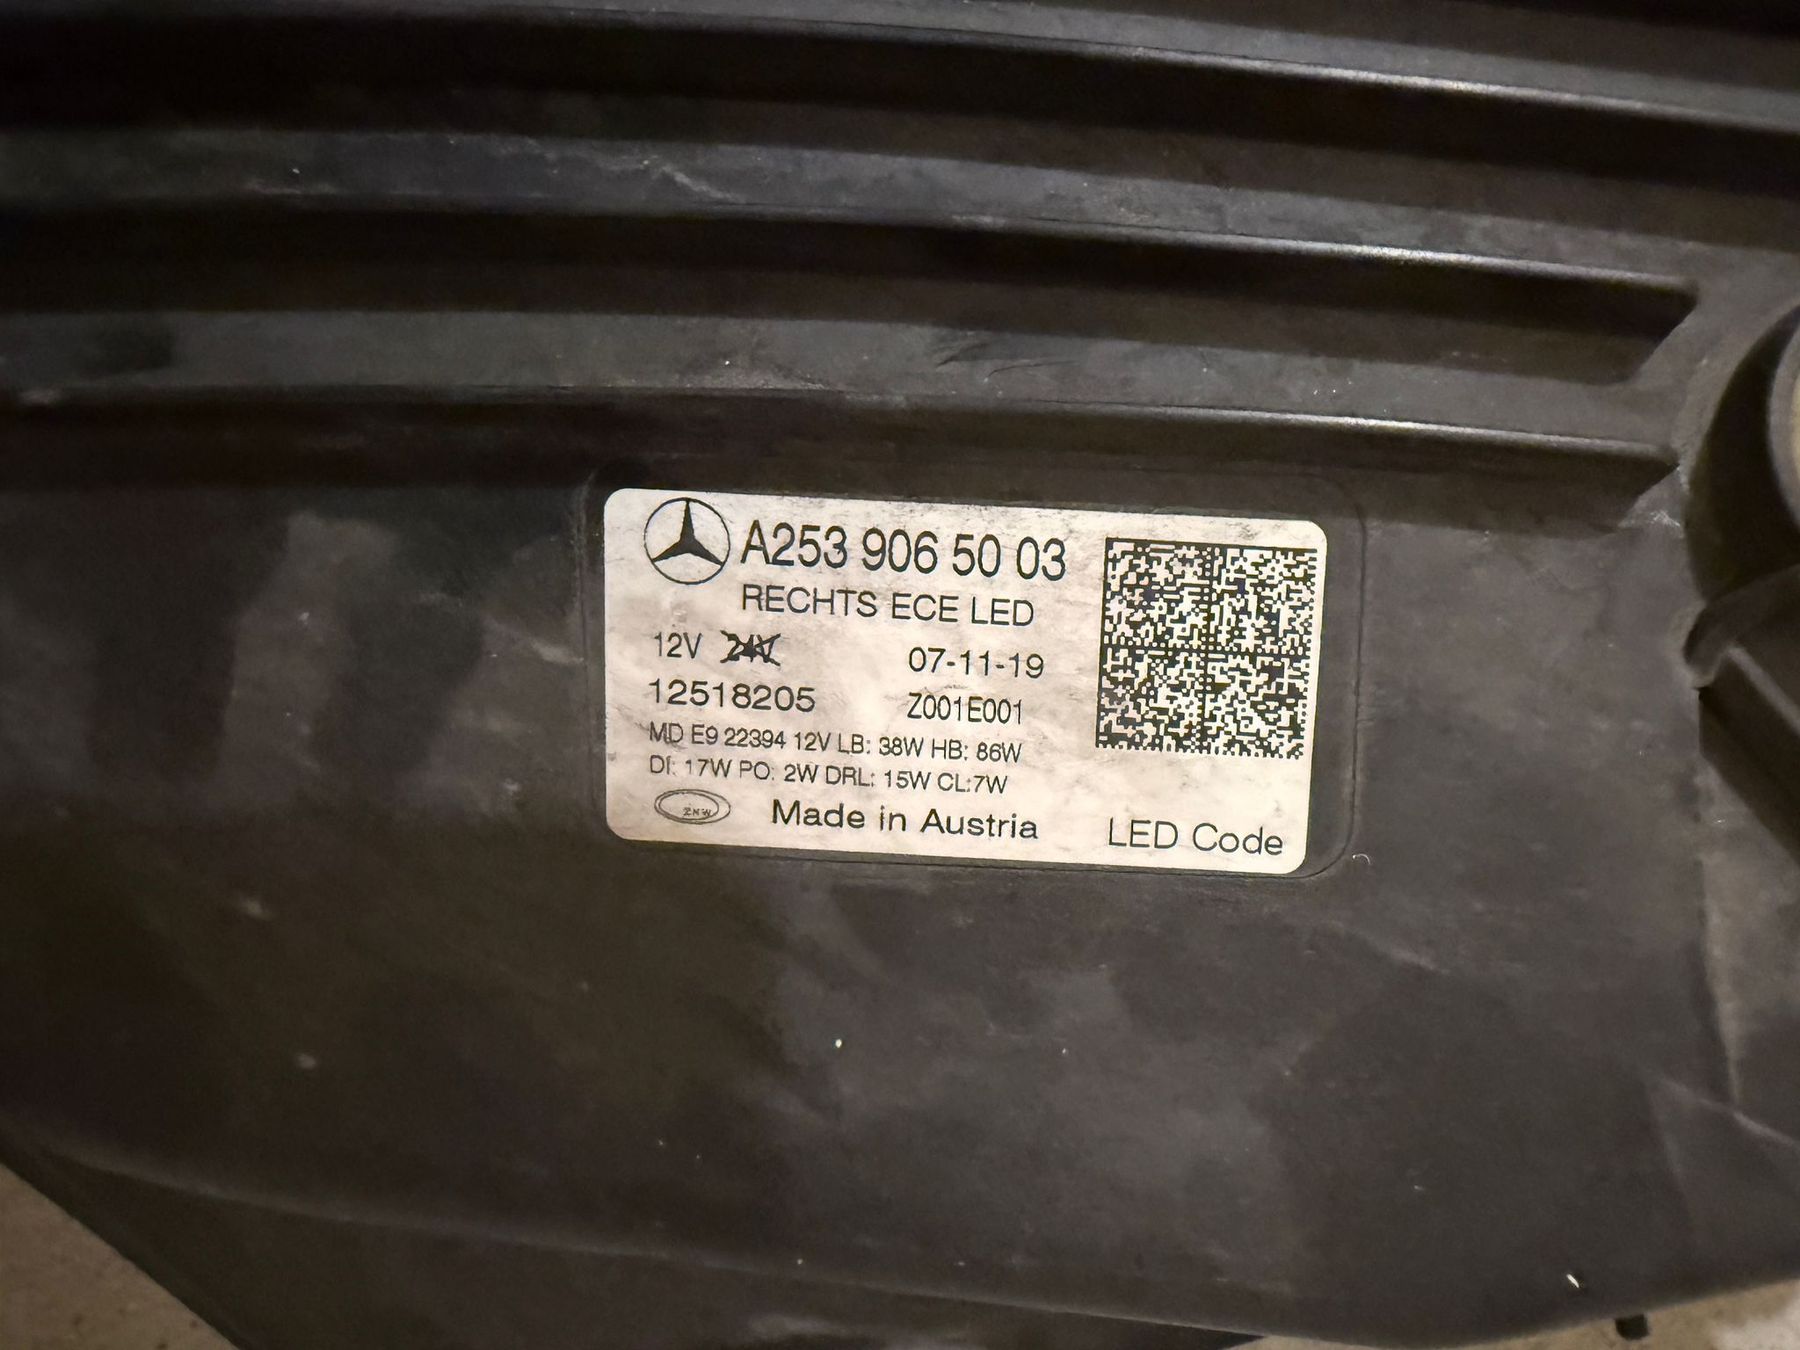 A253 906 50 03
RECHTS ECE LED
12V 24V 07-11-19
12518205 Z001E001
MD E9 22394 12V LB: 38W HB: 86W
DI: 17W PO: 2W DRL: 15W CL:7W
ZKW Made in Austria LED Code